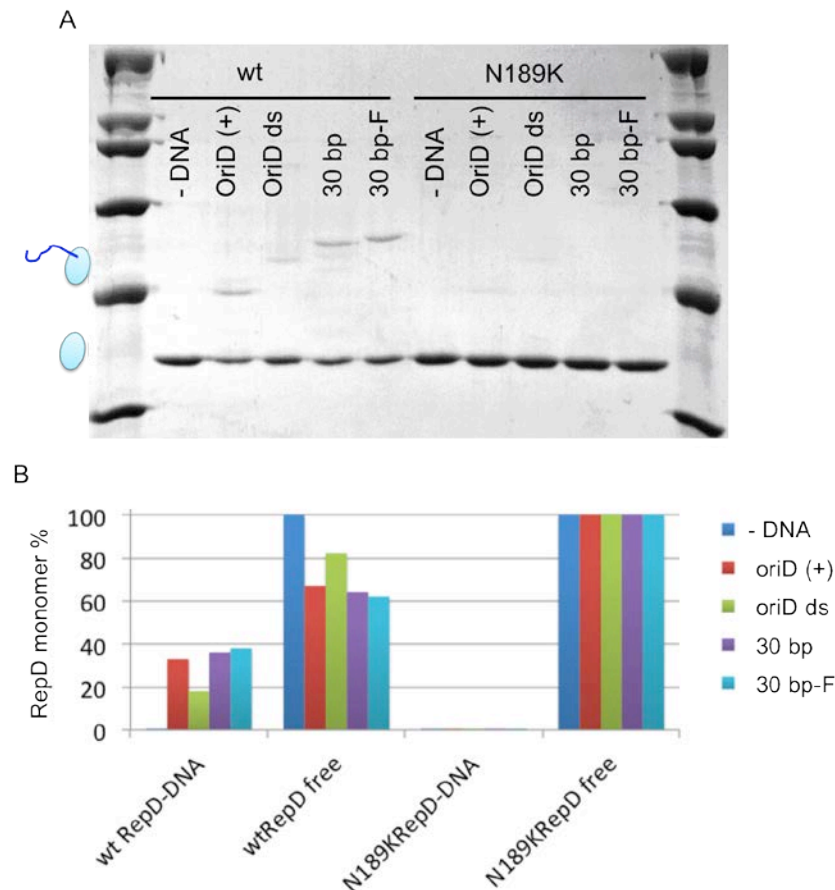 A
wt
N189K
- DNA
OriD (+)
OriD ds
30 bp
30 bp-F
- DNA
OriD (+)
OriD ds
30 bp
30 bp-F
B
RepD monomer %
100
80
60
40
20
0
wt RepD-DNA
wtRepD free
N189KRepD-DNA
N189KRepD free
- DNA
oriD (+)
oriD ds
30 bp
30 bp-F